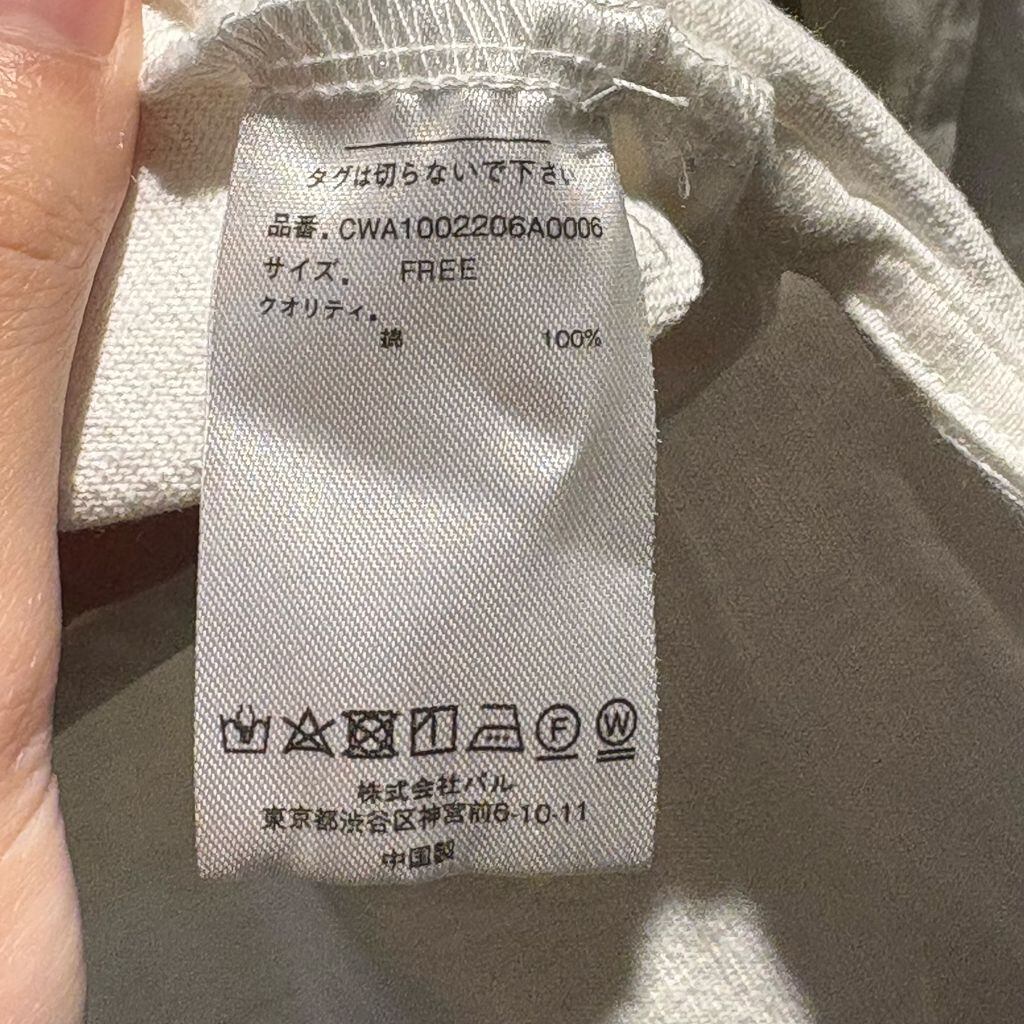 タグは切らないで下さい
品番. CWA1002206A0006
サイズ. FREE
クオリティ.
綿 100%
F W
株式会社パル
東京都渋谷区神宮前6-10-11
中国製